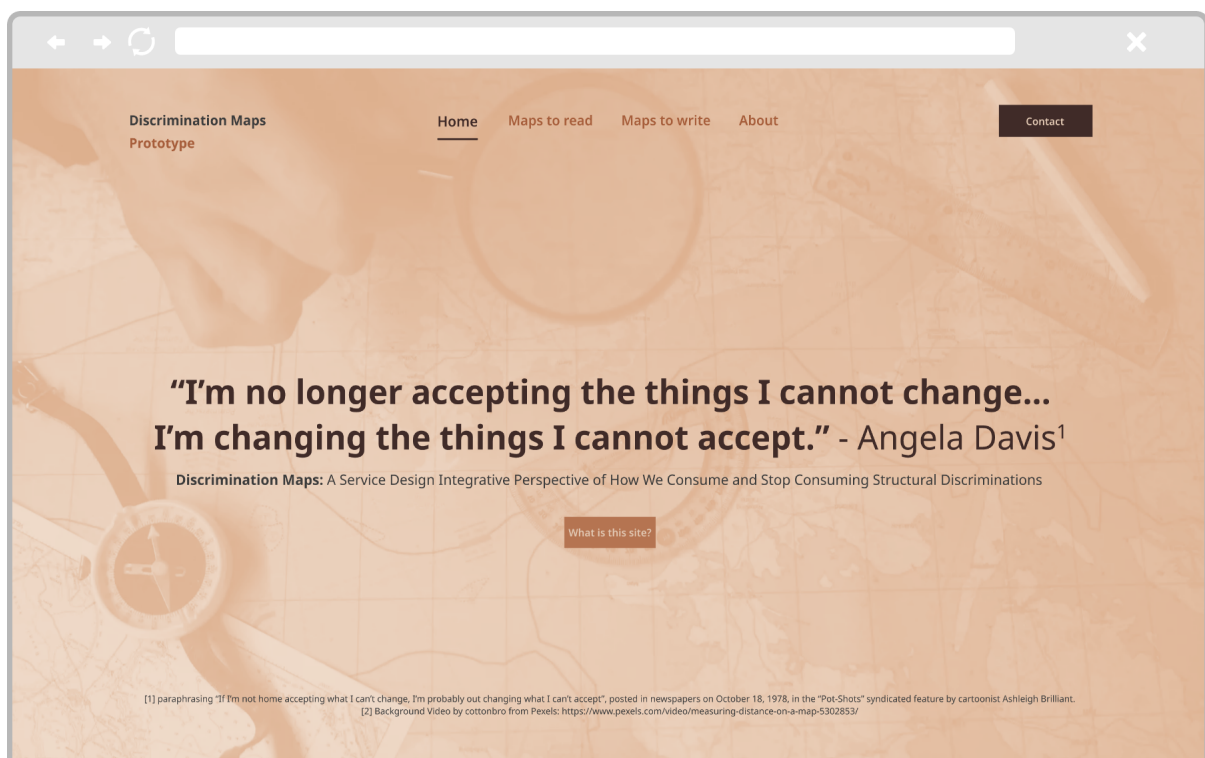 Discrimination Maps
Prototype
Home
Maps to read
Maps to write
About
Contact
“I’m no longer accepting the things I cannot change...
I’m changing the things I cannot accept.” - Angela Davis¹
Discrimination Maps: A Service Design Integrative Perspective of How We Consume and Stop Consuming Structural Discriminations
What is this site?
[1] paraphrasing “If I’m not home accepting what I can’t change, I’m probably out changing what I can’t accept”, posted in newspapers on October 18, 1978, in the “Pot-Shots” syndicated feature by cartoonist Ashleigh Brilliant.
[2] Background Video by cottonbro from Pexels: https://www.pexels.com/video/measuring-distance-on-a-map-5302853/